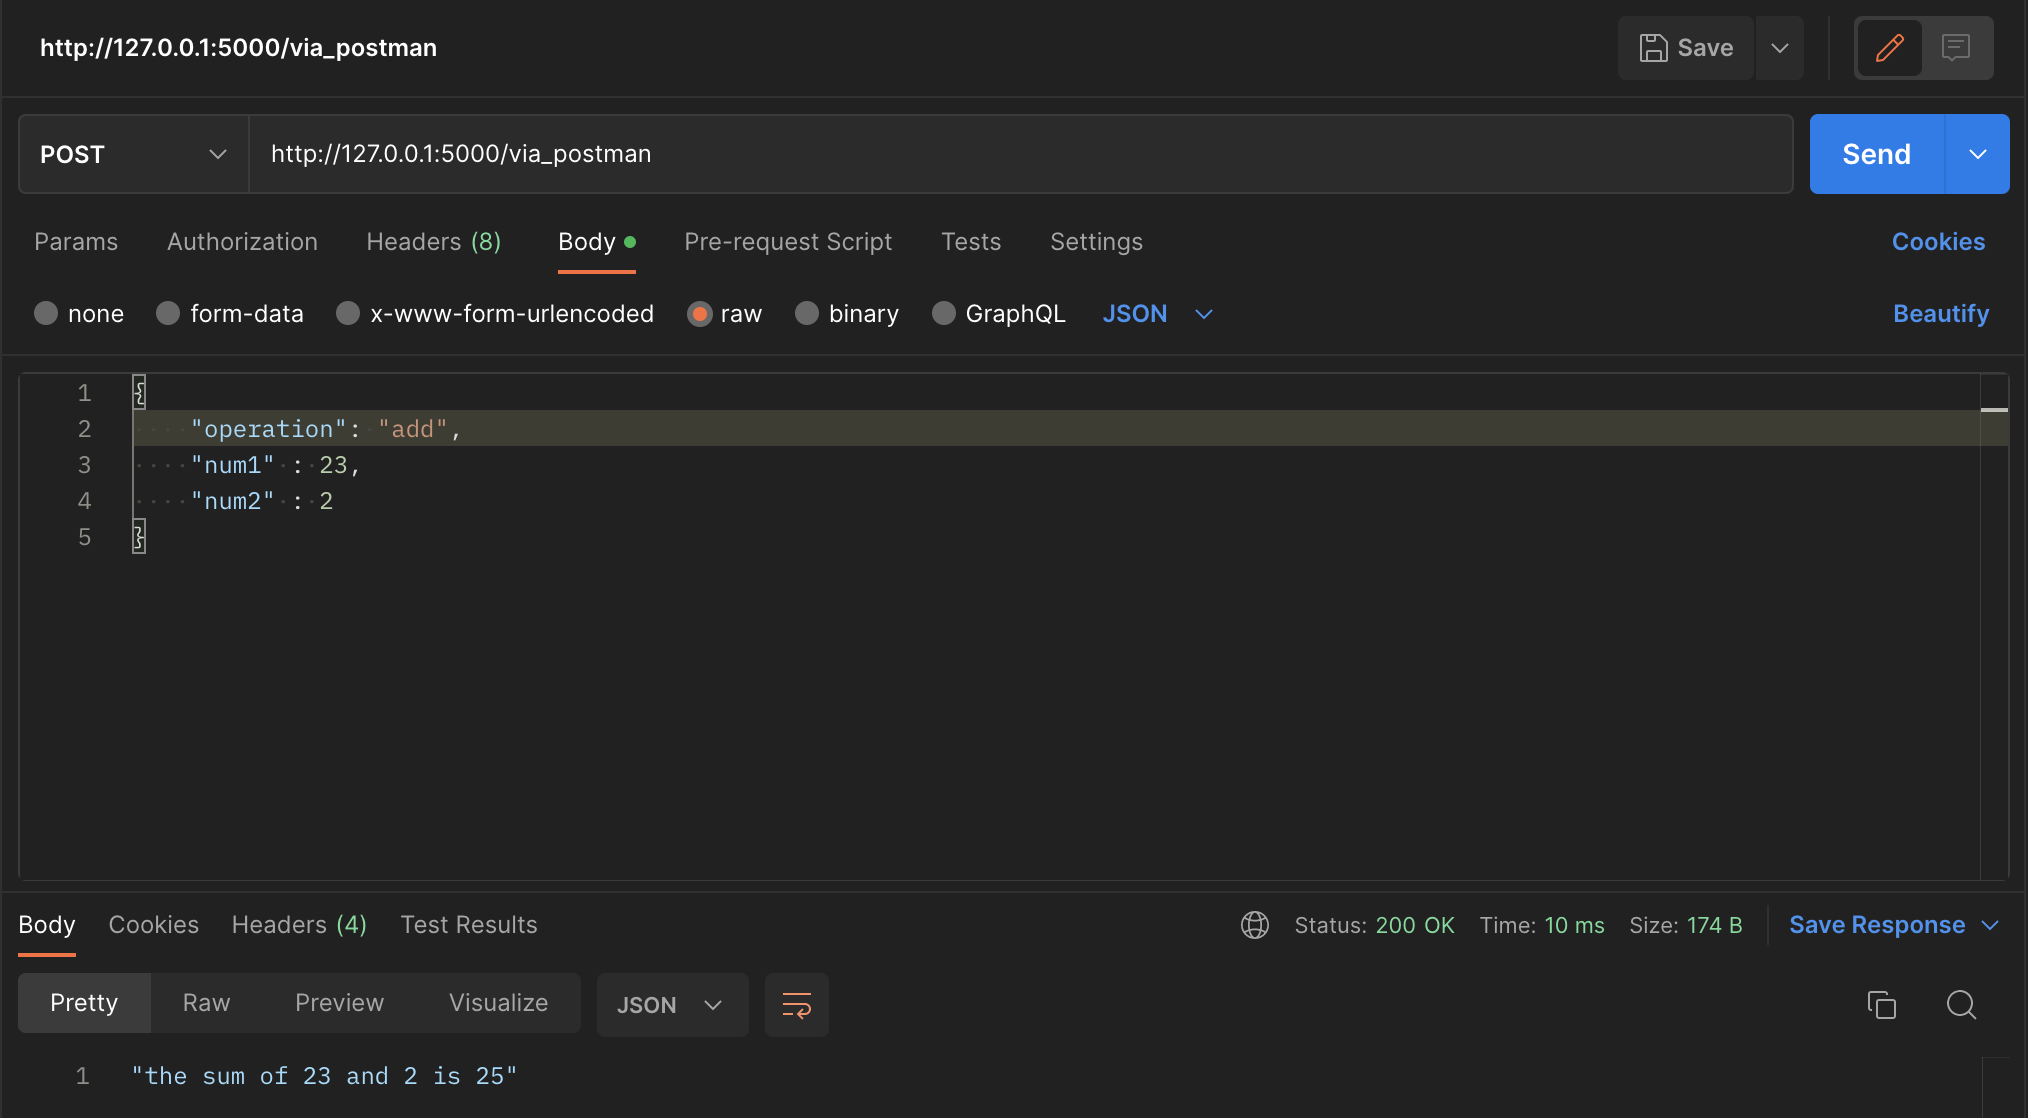 http://127.0.0.1:5000/via_postman Save
POST http://127.0.0.1:5000/via_postman Send
Params Authorization Headers (8) Body Pre-request Script Tests Settings Cookies
none form-data x-www-form-urlencoded raw binary GraphQL JSON Beautify
1 {
2 "operation": "add",
3 "num1" : 23,
4 "num2" : 2
5 }
Body Cookies Headers (4) Test Results Status: 200 OK Time: 10 ms Size: 174 B Save Response
Pretty Raw Preview Visualize JSON
1 "the sum of 23 and 2 is 25"